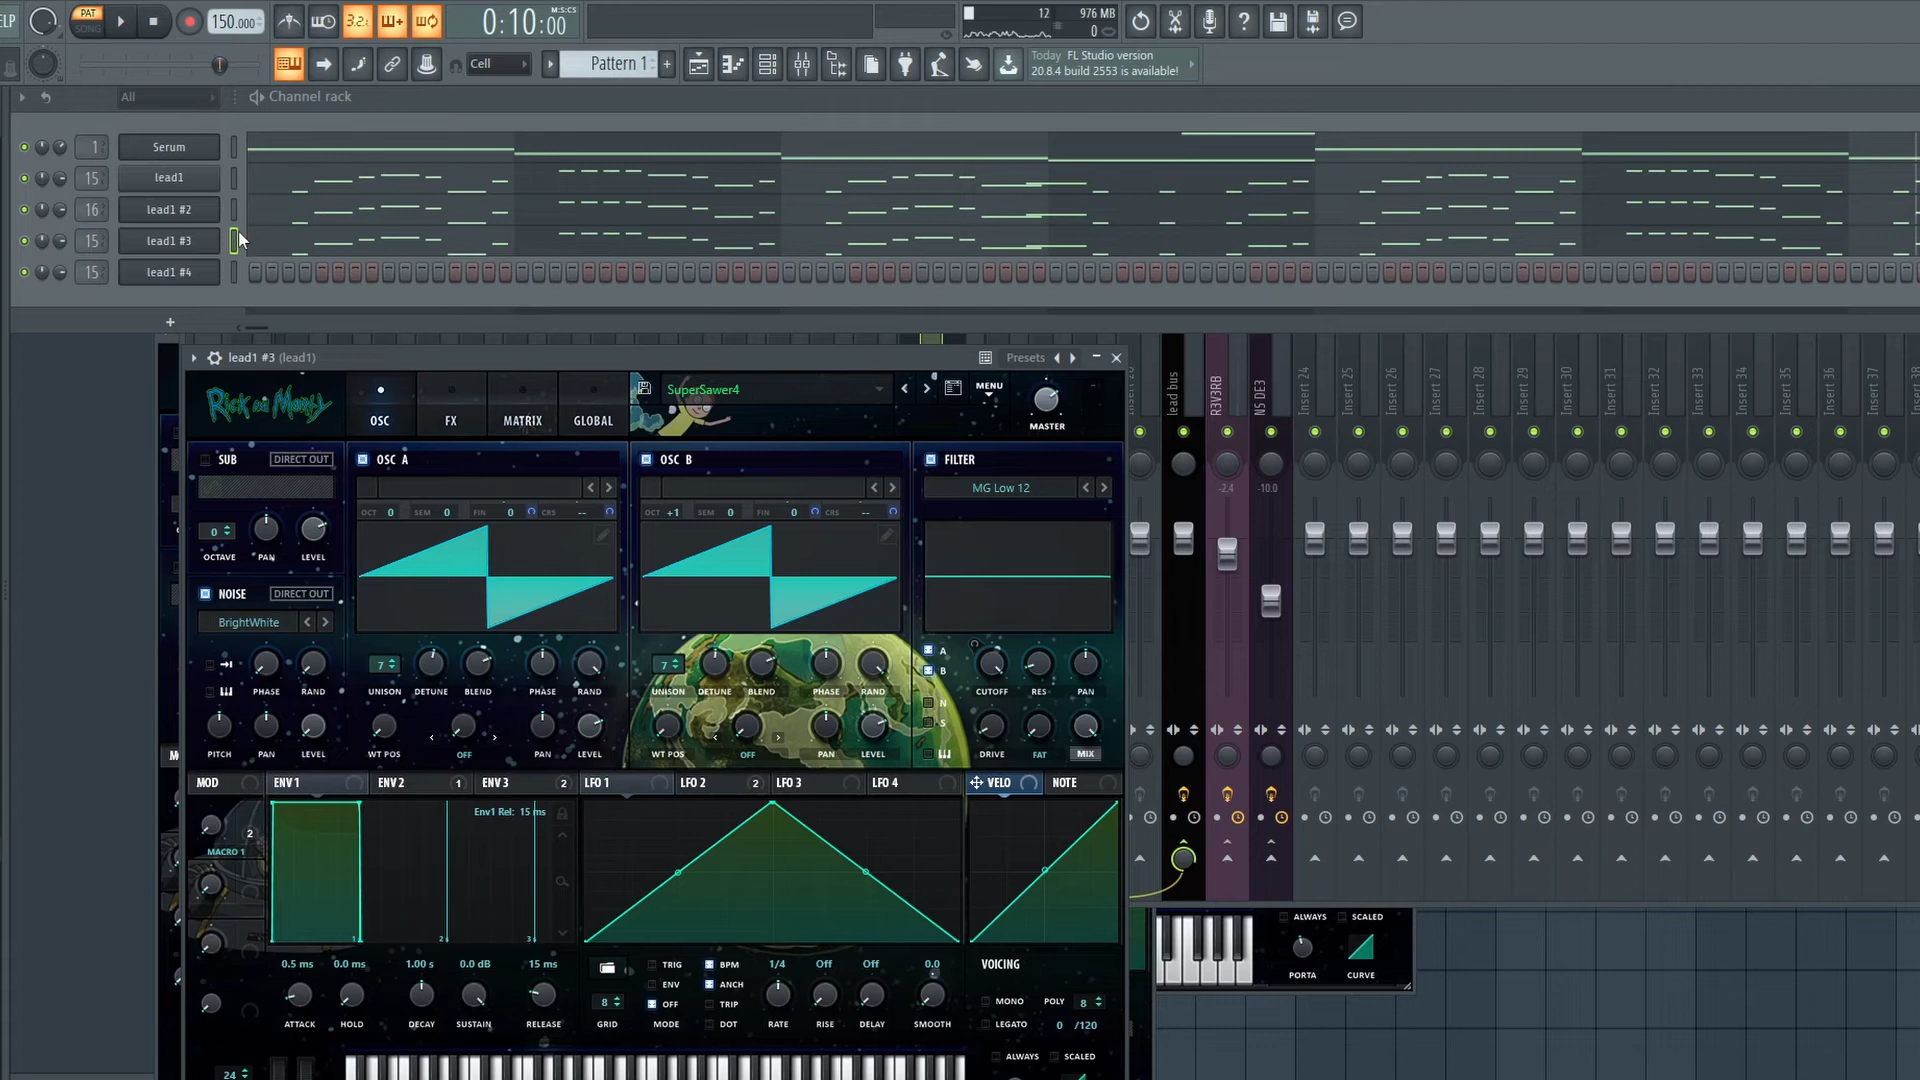 ELP
PAT
SONG
150.000
3.2
0:10:00
M:S:CS
12
976 MB
0
Cell
Pattern 1
Today FL Studio version
20.8.4 build 2553 is available!
All
Channel rack
1 Serum
15 lead1
16 lead1 #2
15 lead1 #3
15 lead1 #4
lead1 #3 (lead1)
Presets
Rick and Morty
OSC
FX
MATRIX
GLOBAL
SuperSawer4
MENU
MASTER
SUB
DIRECT OUT
OSC A
OSC B
FILTER
MG Low 12
OCT 0 SEM 0 FIN 0 CRS --
OCT +1 SEM 0 FIN 0 CRS --
0
OCTAVE PAN LEVEL
NOISE
DIRECT OUT
BrightWhite
7
7
A
B
N
S
PHASE RAND
UNISON DETUNE BLEND PHASE RAND
UNISON DETUNE BLEND PHASE RAND
CUTOFF RES PAN
PITCH PAN LEVEL
WT POS OFF PAN LEVEL
WT POS OFF PAN LEVEL
DRIVE FAT MIX
MOD ENV 1 ENV 2 1 ENV 3 2 LFO 1 LFO 2 2 LFO 3 LFO 4 VELO NOTE
Env1 Rel: 15 ms
2
MACRO 1
1
2
3
0.5 ms 0.0 ms 1.00 s 0.0 dB 15 ms
ATTACK HOLD DECAY SUSTAIN RELEASE
TRIG BPM
ENV ANCH
OFF TRIP
MODE DOT
8
GRID
1/4 Off Off 0.0
RATE RISE DELAY SMOOTH
VOICING
MONO POLY 8
LEGATO 0 /120
ALWAYS SCALED
24
lead bus
R3V3RB
NS DE3
Insert 24
Insert 25
Insert 26
Insert 27
Insert 28
Insert 29
Insert 30
Insert 31
Insert 32
Insert 33
Insert 34
Insert 35
Insert 36
Insert 37
-2.4
-10.0
ALWAYS SCALED
PORTA CURVE